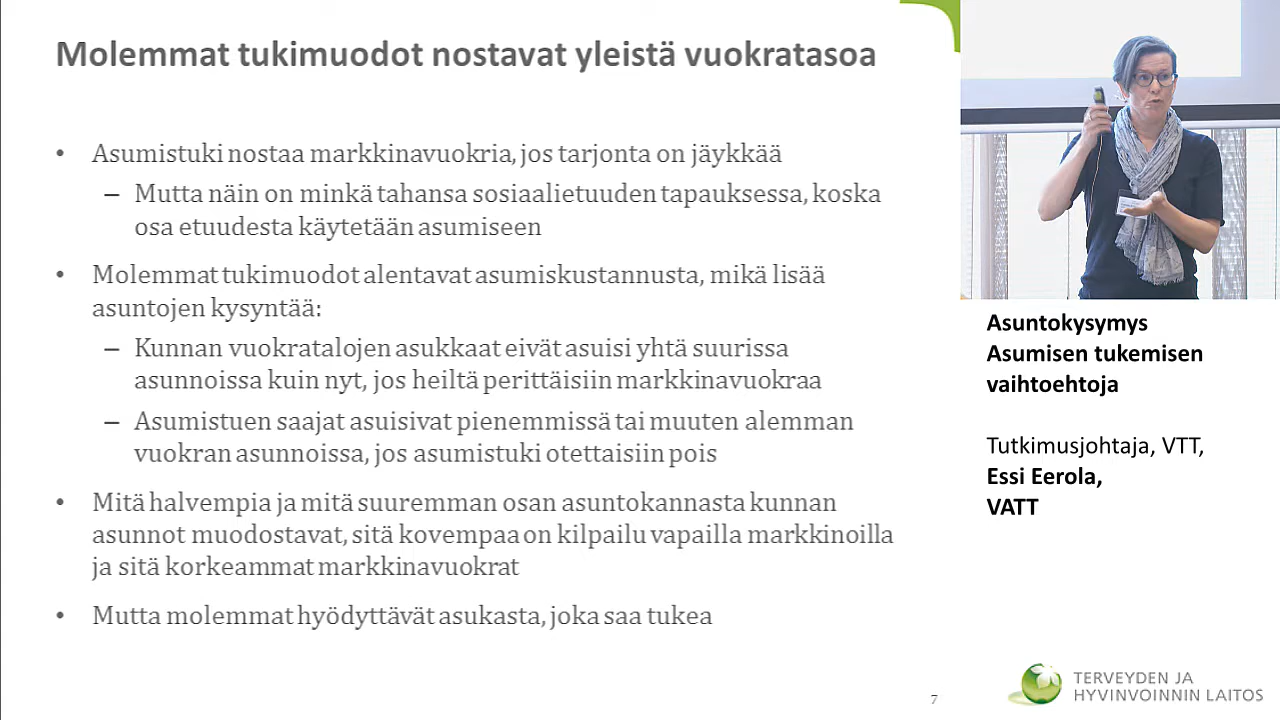 Molemmat tukimuodot nostavat yleistä vuokratasoa
• Asumistuki nostaa markkinavuokria, jos tarjonta on jäykkää
– Mutta näin on minkä tahansa sosiaalietuuden tapauksessa, koska
osa etuudesta käytetään asumiseen
• Molemmat tukimuodot alentavat asumiskustannusta, mikä lisää
asuntojen kysyntää:
– Kunnan vuokratalojen asukkaat eivät asuisi yhtä suurissa
asunnoissa kuin nyt, jos heiltä perittäisiin markkinavuokraa
– Asumistuen saajat asuisivat pienemmissä tai muuten alemman
vuokran asunnoissa, jos asumistuki otettaisiin pois
• Mitä halvempia ja mitä suuremman osan asuntokannasta kunnan
asunnot muodostavat, sitä kovempaa on kilpailu vapailla markkinoilla
ja sitä korkeammat markkinavuokrat
• Mutta molemmat hyödyttävät asukasta, joka saa tukea
7
Asuntokysymys
Asumisen tukemisen
vaihtoehtoja
Tutkimusjohtaja, VTT,
Essi Eerola,
VATT
TERVEYDEN JA
HYVINVOINNIN LAITOS